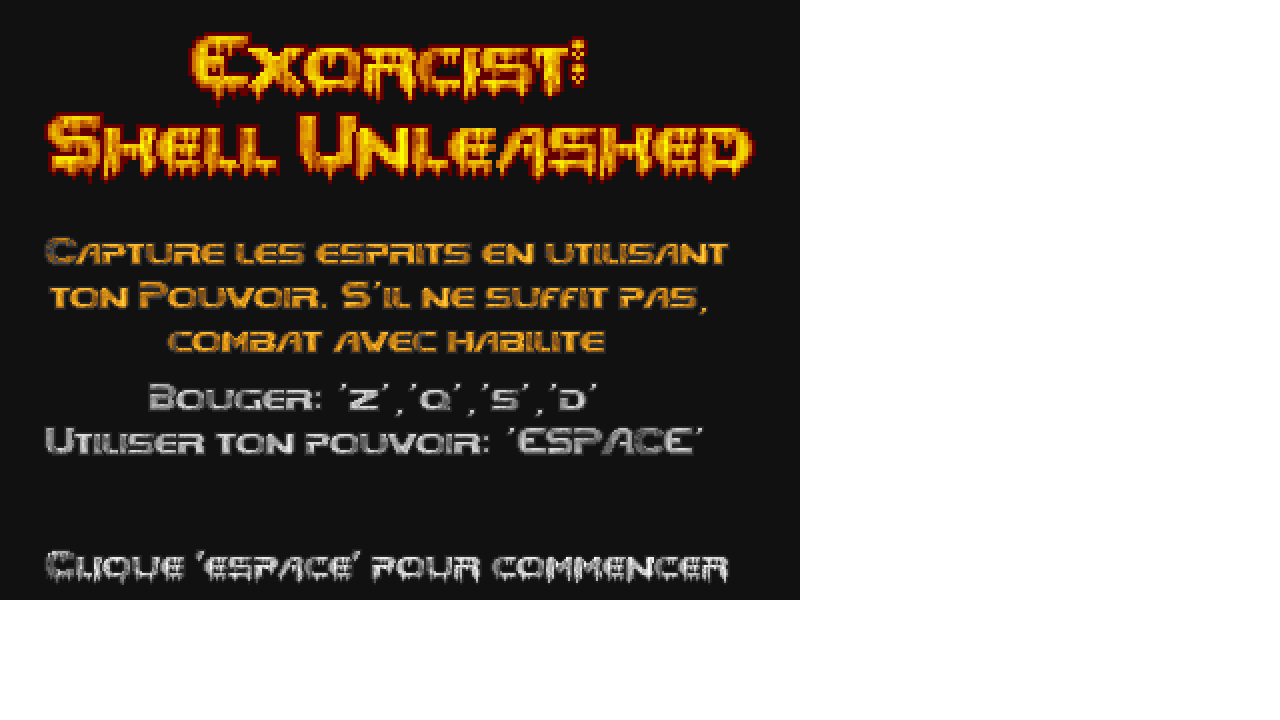 Exorcist:
Shell Unleashed
Capture les esprits en utilisant
ton Pouvoir. S'il ne suffit pas,
combat avec habilite
Bouger: 'z','q','s','d'
Utiliser ton pouvoir: 'ESPACE'
Clique 'espace' pour commencer